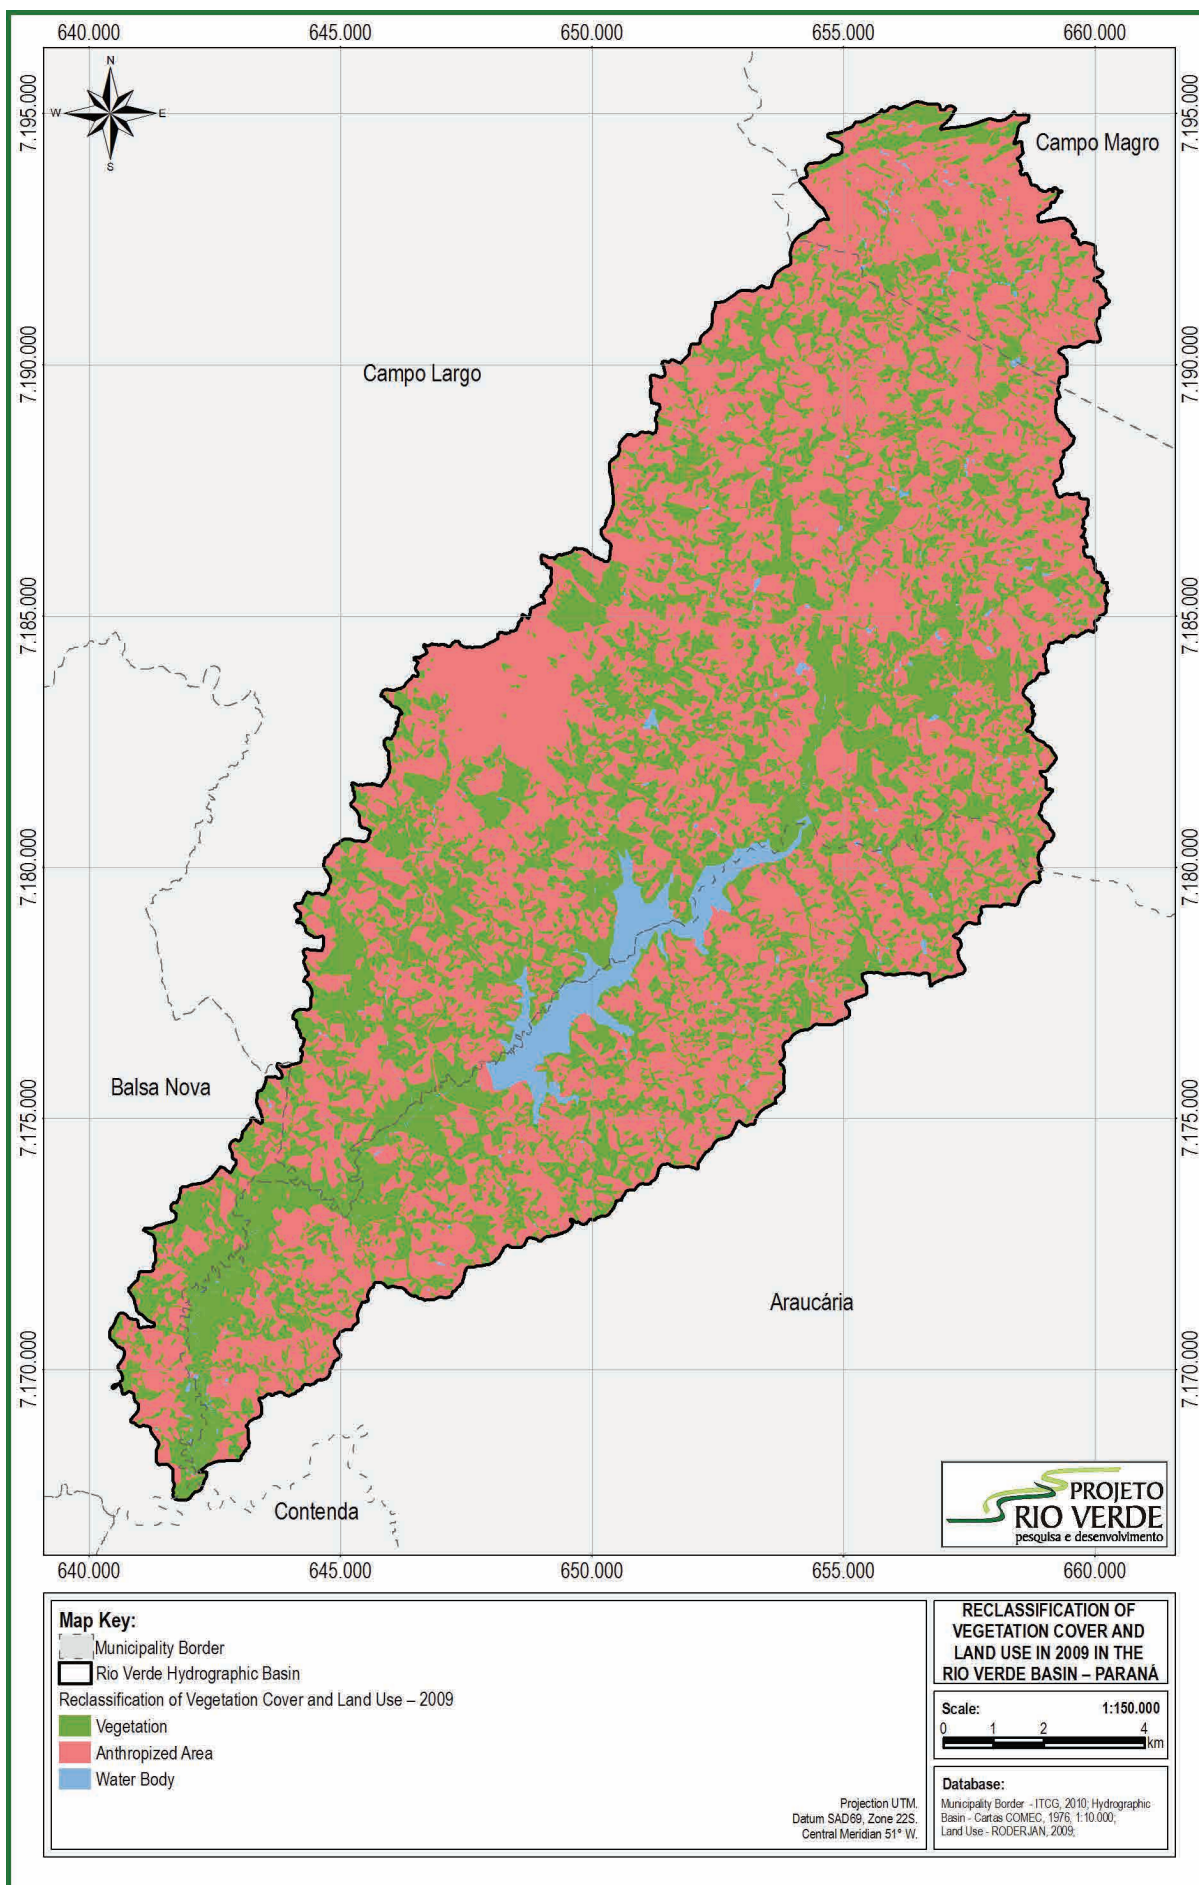 640.000 645.000 650.000 655.000 660.000
N
W E
S
7.195.000 7.195.000
Campo Magro
7.190.000 7.190.000
Campo Largo
7.185.000 7.185.000
7.180.000 7.180.000
Balsa Nova
7.175.000 7.175.000
Araucária
7.170.000 7.170.000
Contenda
PROJETO
RIO VERDE
pesquisa e desenvolvimento
640.000 645.000 650.000 655.000 660.000
Map Key:
Municipality Border
Rio Verde Hydrographic Basin
Reclassification of Vegetation Cover and Land Use – 2009
Vegetation
Anthropized Area
Water Body
Projection UTM.
Datum SAD69, Zone 22S.
Central Meridian 51° W.
RECLASSIFICATION OF
VEGETATION COVER AND
LAND USE IN 2009 IN THE
RIO VERDE BASIN – PARANÁ
Scale: 1:150.000
0 1 2 4
km
Database:
Municipality Border - ITCG, 2010; Hydrographic
Basin - Cartas COMEC, 1976, 1:10.000;
Land Use - RODERJAN, 2009;